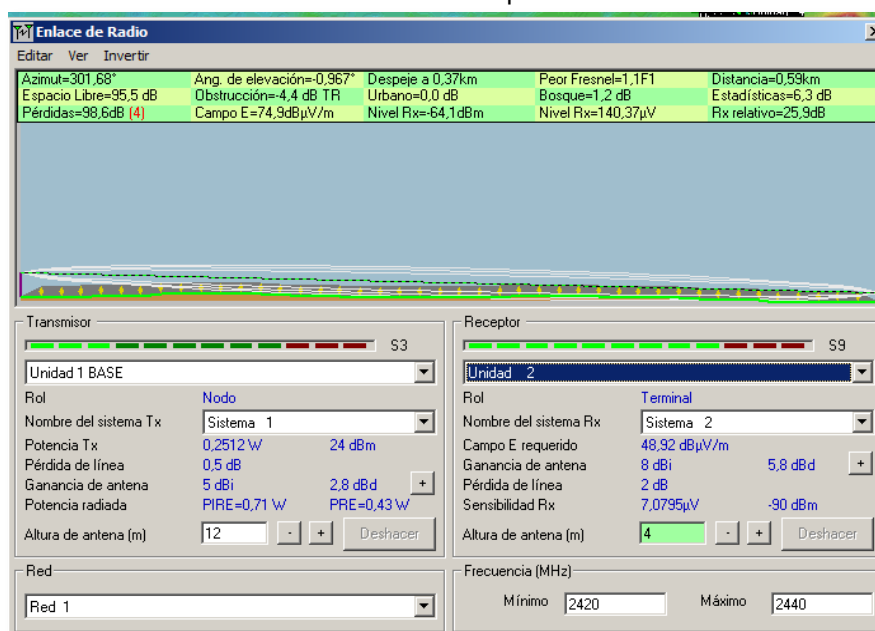 Enlace de Radio
Editar Ver Invertir
Azimut=301,68° Ang. de elevación=-0,967° Despeje a 0,37km Peor Fresnel=1,1F1 Distancia=0,59km
Espacio Libre=95,5 dB Obstrucción=-4,4 dB TR Urbano=0,0 dB Bosque=1,2 dB Estadísticas=6,3 dB
Pérdidas=98,6dB (4) Campo E=74,9dBµV/m Nivel Rx=-64,1dBm Nivel Rx=140,37µV Rx relativo=25,9dB
Transmisor
S3
Unidad 1 BASE
Rol Nodo
Nombre del sistema Tx Sistema 1
Potencia Tx 0,2512 W 24 dBm
Pérdida de línea 0,5 dB
Ganancia de antena 5 dBi 2,8 dBd +
Potencia radiada PIRE=0,71 W PRE=0,43 W
Altura de antena (m) 12 - + Deshacer
Receptor
S9
Unidad 2
Rol Terminal
Nombre del sistema Rx Sistema 2
Campo E requerido 48,92 dBµV/m
Ganancia de antena 8 dBi 5,8 dBd +
Pérdida de línea 2 dB
Sensibilidad Rx 7,0795µV -90 dBm
Altura de antena (m) 4 - + Deshacer
Red
Red 1
Frecuencia (MHz)
Mínimo 2420 Máximo 2440